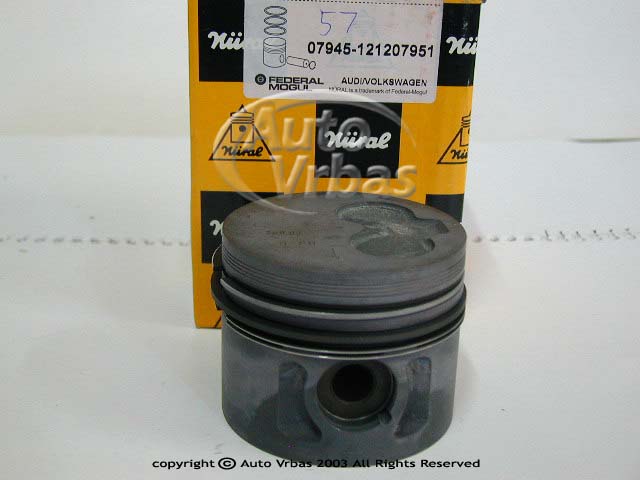 57
07945-121207951
FEDERAL
MOGUL
AUDI/VOLKSWAGEN
NÜRAL is a trademark of Federal-Mogul
Nüral
Nüral
Nüral
Nüral
Nüral
Auto
Vrbas
copyright © Auto Vrbas 2003 All Rights Reserved